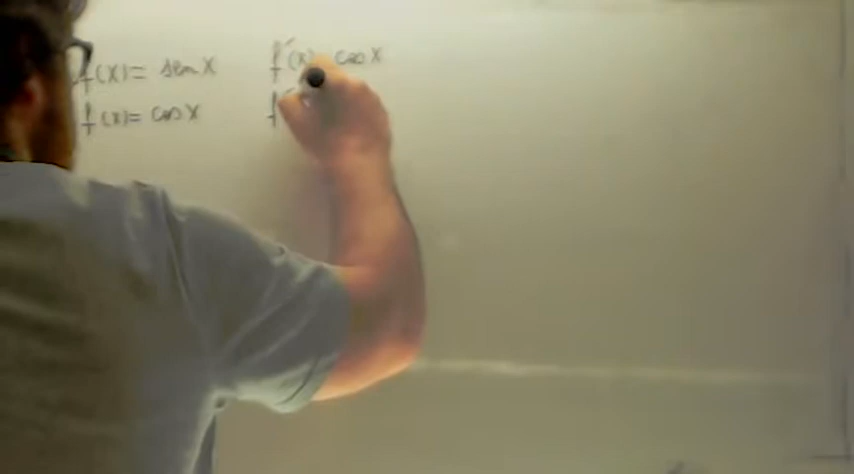 f(x) = sen x   f'(x) cos x
f(x) = cos x   f'